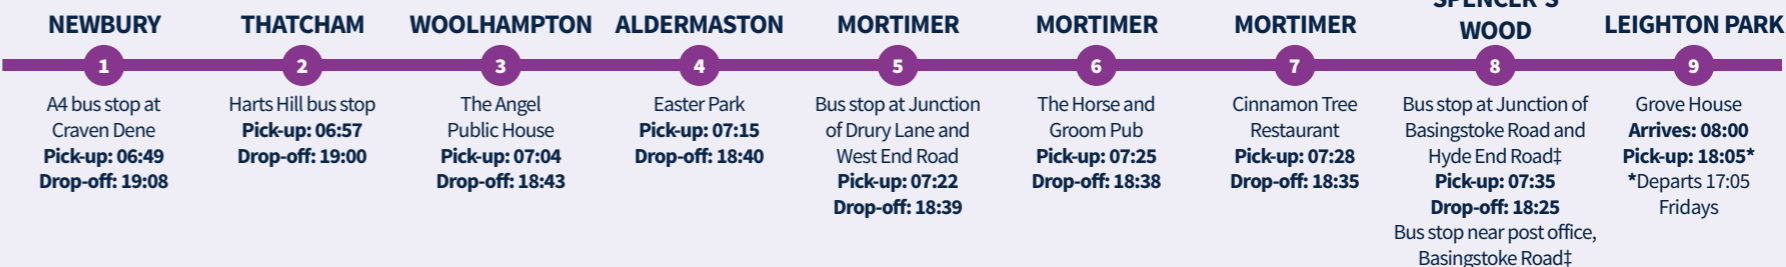 NEWBURY
1
A4 bus stop at
Craven Dene
Pick-up: 06:49
Drop-off: 19:08
THATCHAM
2
Harts Hill bus stop
Pick-up: 06:57
Drop-off: 19:00
WOOLHAMPTON
3
The Angel
Public House
Pick-up: 07:04
Drop-off: 18:43
ALDERMASTON
4
Easter Park
Pick-up: 07:15
Drop-off: 18:40
MORTIMER
5
Bus stop at Junction
of Drury Lane and
West End Road
Pick-up: 07:22
Drop-off: 18:39
MORTIMER
6
The Horse and
Groom Pub
Pick-up: 07:25
Drop-off: 18:38
MORTIMER
7
Cinnamon Tree
Restaurant
Pick-up: 07:28
Drop-off: 18:35
SPENCER'S
WOOD
8
Bus stop at Junction of
Basingstoke Road and
Hyde End Road‡
Pick-up: 07:35
Drop-off: 18:25
Bus stop near post office,
Basingstoke Road‡
LEIGHTON PARK
9
Grove House
Arrives: 08:00
Pick-up: 18:05*
*Departs 17:05
Fridays